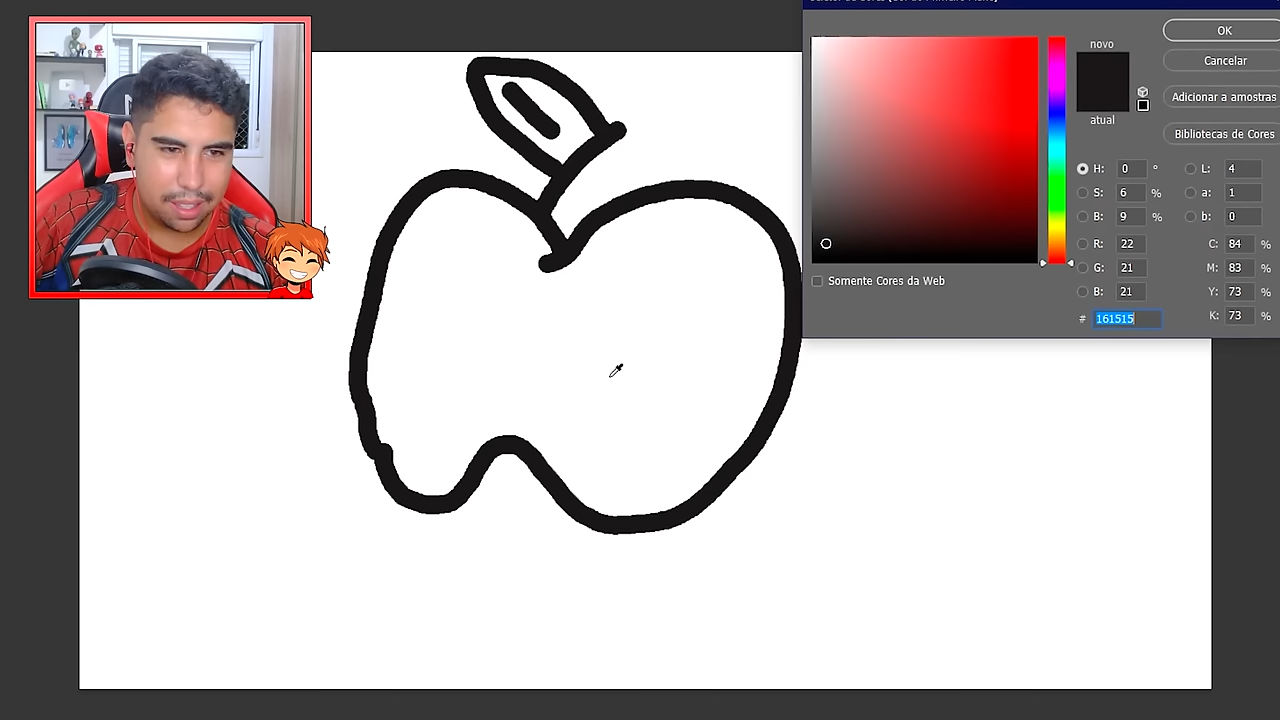 OK
novo
Cancelar
Adicionar a amostras
atual
Bibliotecas de Cores
H: 0 °
L: 4
S: 6 %
a: 1
B: 9 %
b: 0
R: 22
C: 84 %
G: 21
M: 83 %
Somente Cores da Web
B: 21
Y: 73 %
# 161515
K: 73 %